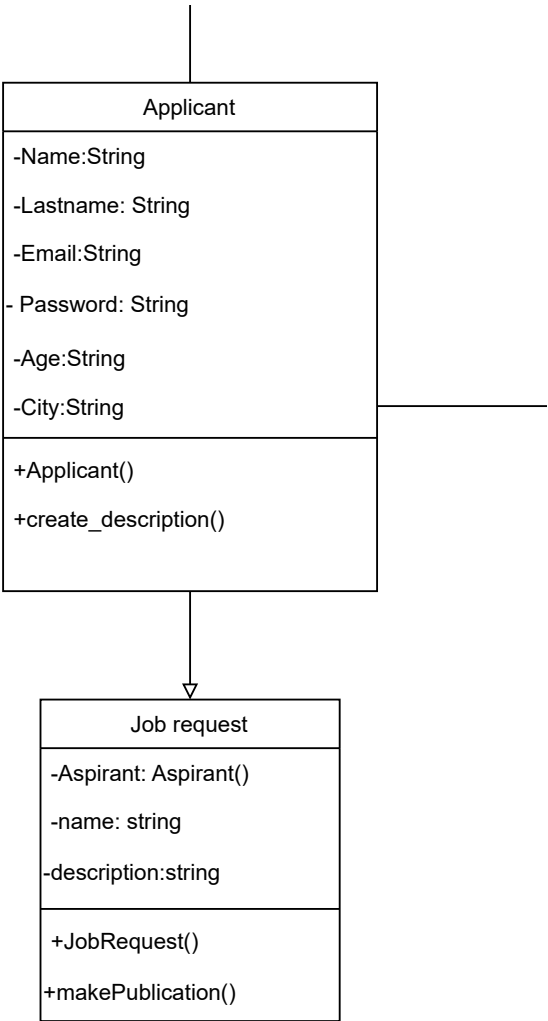 Applicant
-Name:String
-Lastname: String
-Email:String
- Password: String
-Age:String
-City:String
+Applicant()
+create_description()
Job request
-Aspirant: Aspirant()
-name: string
-description:string
+JobRequest()
+makePublication()